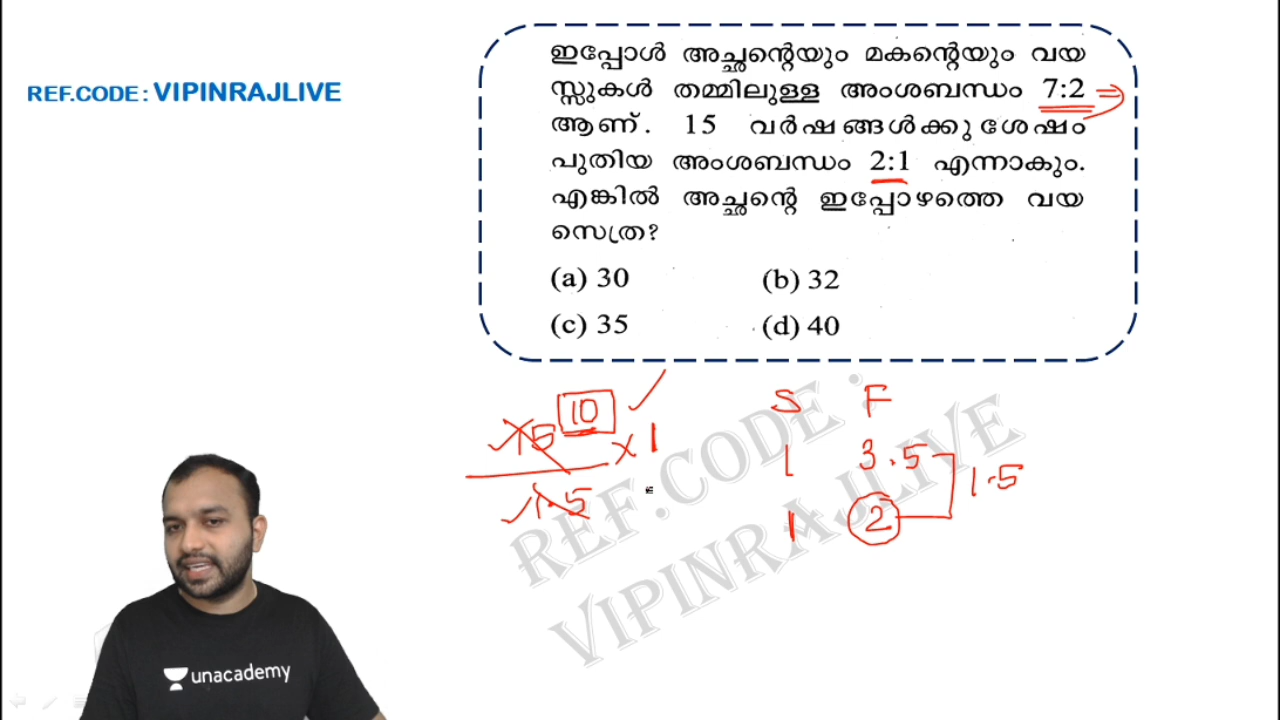 REF.CODE : VIPINRAJLIVE
ഇപ്പോൾ അച്ഛന്റെയും മകന്റെയും വയ
സ്സുകൾ തമ്മിലുള്ള അംശബന്ധം 7:2
ആണ്. 15 വർഷങ്ങൾക്കു ശേഷം
പുതിയ അംശബന്ധം 2:1 എന്നാകും.
എങ്കിൽ അച്ഛന്റെ ഇപ്പോഴത്തെ വയ
സെത്ര?
(a) 30 (b) 32
(c) 35 (d) 40
15 10 × 1
1.5
S F
1 3.5
1 2
1.5
REF.CODE :
VIPINRAJLIVE
unacademy